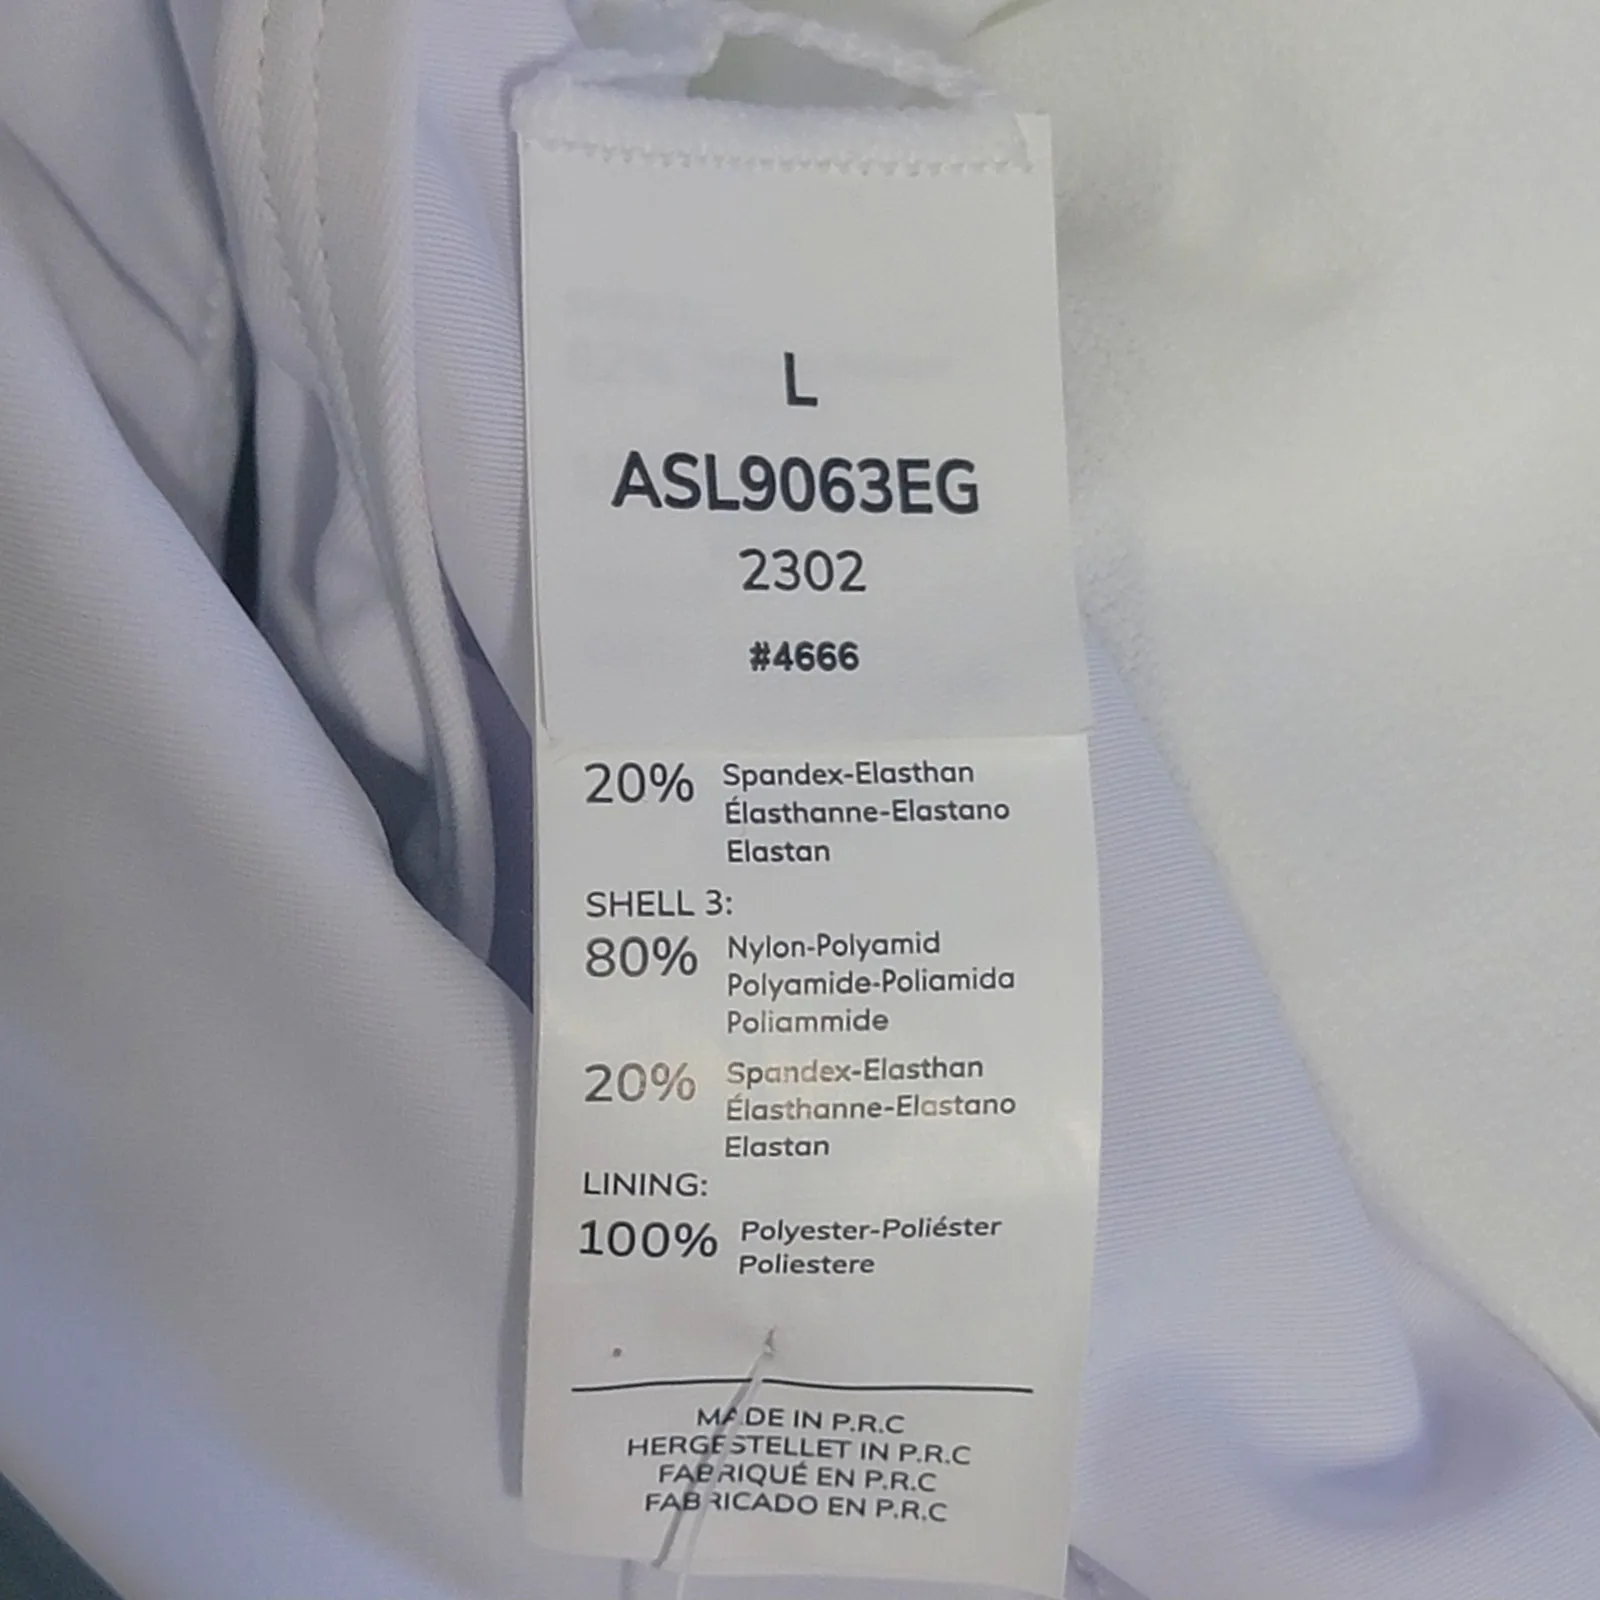 L
ASL9063EG
2302
#4666
20% Spandex-Elasthan
Élasthanne-Elastano
Elastan
SHELL 3:
80% Nylon-Polyamid
Polyamide-Poliamida
Poliammide
20% Spandex-Elasthan
Élasthanne-Elastano
Elastan
LINING:
100% Polyester-Poliéster
Poliestere
MADE IN P.R.C
HERGESTELLET IN P.R.C
FABRIQUÉ EN P.R.C
FABRICADO EN P.R.C